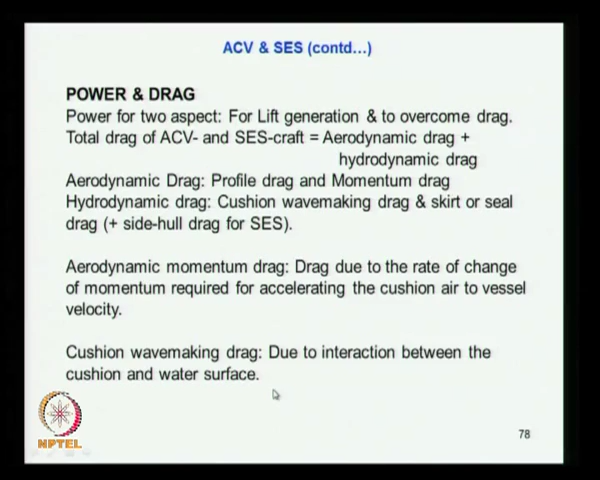 ACV & SES (contd...)
POWER & DRAG
Power for two aspect: For Lift generation & to overcome drag.
Total drag of ACV- and SES-craft = Aerodynamic drag +
hydrodynamic drag
Aerodynamic Drag: Profile drag and Momentum drag
Hydrodynamic drag: Cushion wavemaking drag & skirt or seal
drag (+ side-hull drag for SES).
Aerodynamic momentum drag: Drag due to the rate of change
of momentum required for accelerating the cushion air to vessel
velocity.
Cushion wavemaking drag: Due to interaction between the
cushion and water surface.
NPTEL
78